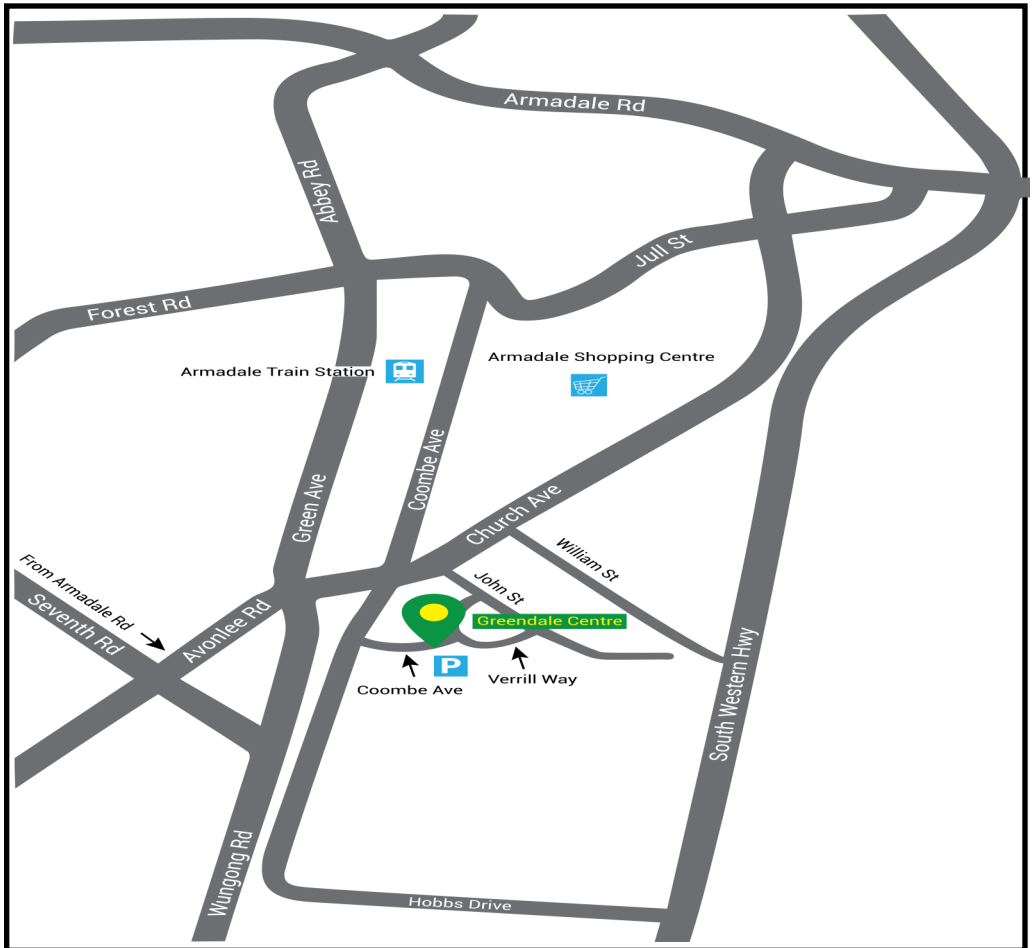 Armadale Rd
Abbey Rd
Jull St
Forest Rd
Armadale Shopping Centre
Armadale Train Station
Coombe Ave
Green Ave
Church Ave
William St
From Armadale Rd
John St
Seventh Rd
Avonlee Rd
Greendale Centre
P
Coombe Ave
Verrill Way
South Western Hwy
Wungong Rd
Hobbs Drive